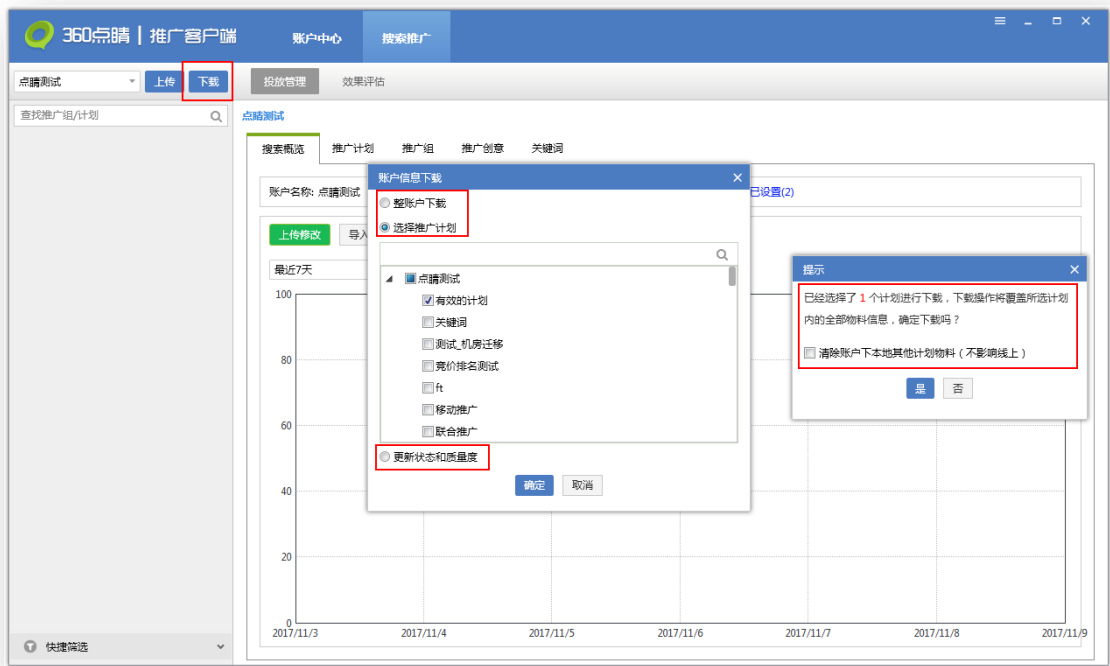 360点睛 | 推广客户端
账户中心
搜索推广
点睛测试
上传
下载
投放管理
效果评估
查找推广组/计划
点睛测试
搜索概览
推广计划
推广组
推广创意
关键词
账户名称: 点睛测试
已设置(2)
上传修改
导入
最近7天
100
80
60
40
20
0
2017/11/3
2017/11/4
2017/11/5
2017/11/6
2017/11/7
2017/11/8
2017/11/9
账户信息下载
整账户下载
选择推广计划
点睛测试
有效的计划
关键词
测试_机房迁移
竞价排名测试
ft
移动推广
联合推广
更新状态和质量度
确定
取消
提示
已经选择了 1 个计划进行下载，下载操作将覆盖所选计划
内的全部物料信息，确定下载吗？
清除账户下本地其他计划物料（不影响线上）
是
否
快捷筛选